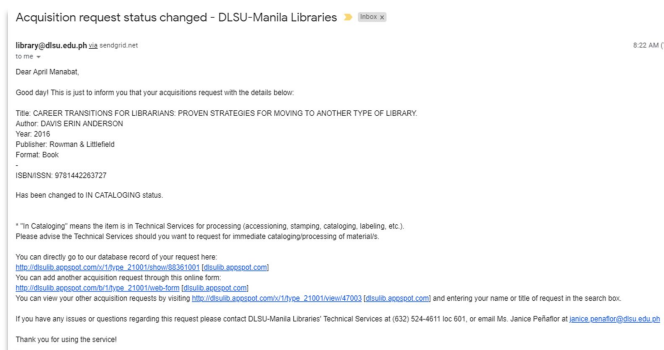 Acquisition request status changed - DLSU-Manila Libraries Inbox x
library@dlsu.edu.ph via sendgrid.net 8:22 AM (
to me
Dear April Manabat,
Good day! This is just to inform you that your acquisitions request with the details below:
Title: CAREER TRANSITIONS FOR LIBRARIANS: PROVEN STRATEGIES FOR MOVING TO ANOTHER TYPE OF LIBRARY.
Author: DAVIS ERIN ANDERSON
Year: 2016
Publisher: Rowman & Littlefield
Format: Book
-
ISBN/ISSN: 9781442263727
Has been changed to IN CATALOGING status.
* "In Cataloging" means the item is in Technical Services for processing (accessioning, stamping, cataloging, labeling, etc.).
Please advise the Technical Services should you want to request for immediate cataloging/processing of material/s.
You can directly go to our database record of your request here:
http://dlsulib.appspot.com/x/1/type_21001/show/88361001 [dlsulib.appspot.com]
You can add another acquisition request through this online form:
http://dlsulib.appspot.com/b/1/type_21001/web-form [dlsulib.appspot.com]
You can view your other acquisition requests by visiting http://dlsulib.appspot.com/x/1/type_21001/view/47003 [dlsulib.appspot.com] and entering your name or title of request in the search box.
If you have any issues or questions regarding this request please contact DLSU-Manila Libraries' Technical Services at (632) 524-4611 loc 601, or email Ms. Janice Peñaflor at janice.penaflor@dlsu.edu.ph
Thank you for using the service!